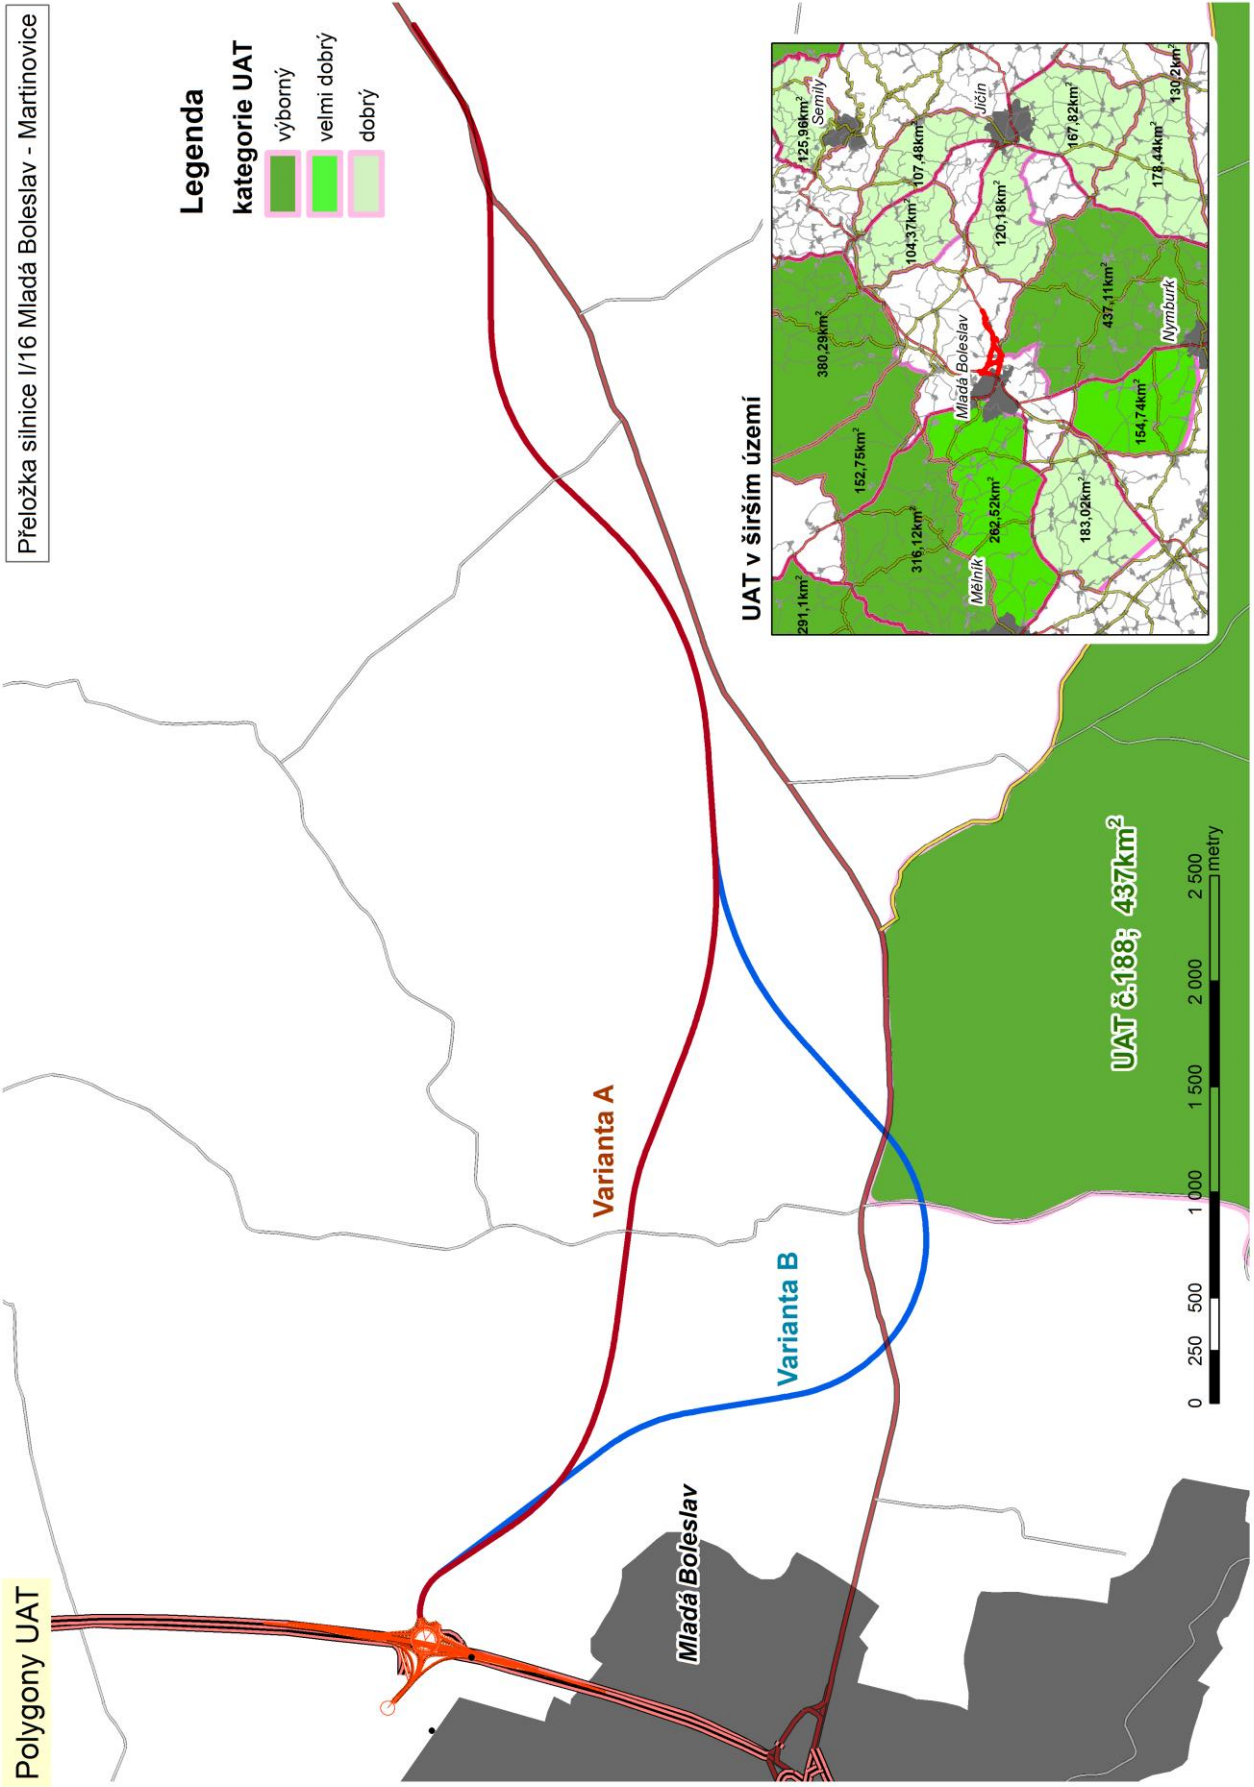 Polygony UAT
Přeložka silnice I/16 Mladá Boleslav - Martinovice
Legenda
kategorie UAT
výborný
velmi dobrý
dobrý
Varianta A
Varianta B
Mladá Boleslav
UAT č.188; 437km²
0 250 500 1 000 1 500 2 000 2 500
metry
UAT v širším území
291,1km²
380,29km²
125,96km²
Semily
152,75km²
107,48km²
316,12km²
104,37km²
Mělník
Mladá Boleslav
Jičín
262,52km²
120,18km²
183,02km²
167,82km²
437,11km²
154,74km²
178,44km²
Nymburk
130,2km²